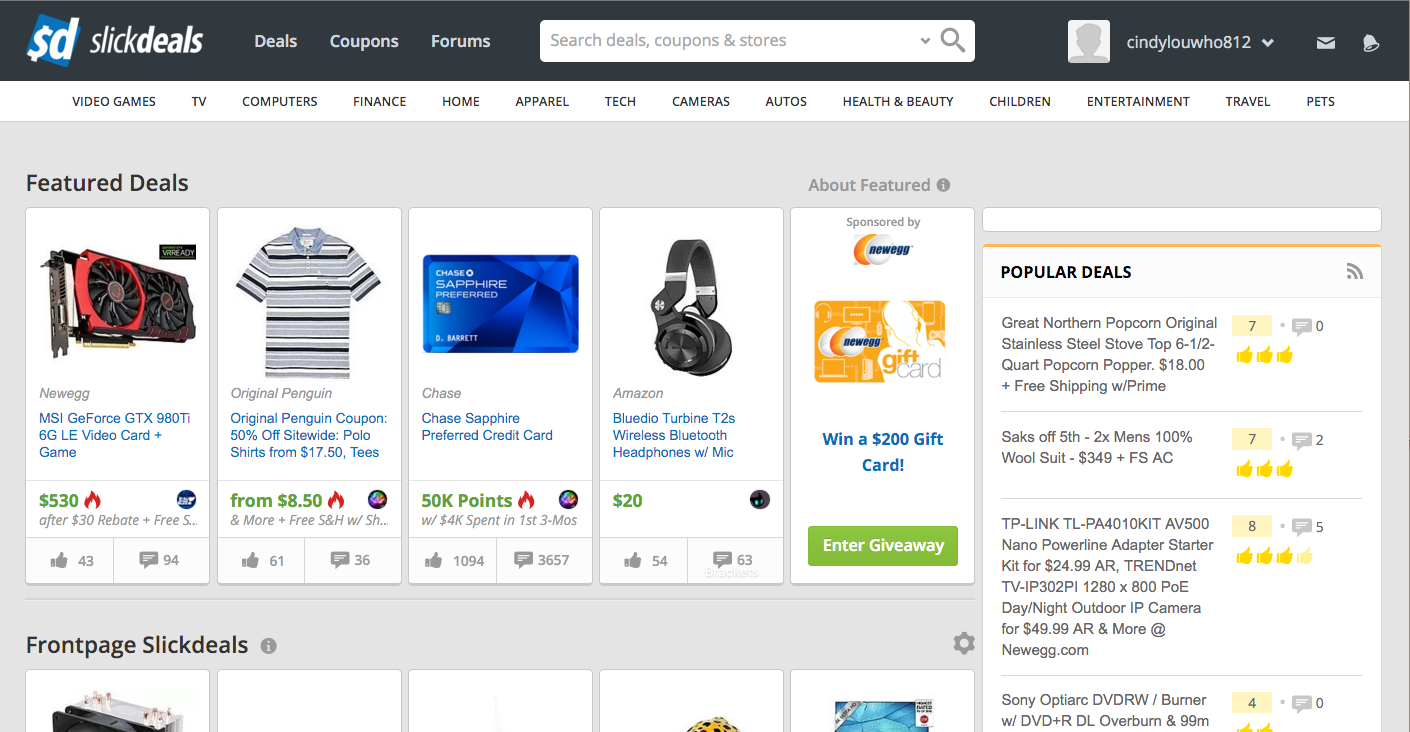 $d slickdeals
Deals
Coupons
Forums
Search deals, coupons & stores
cindylouwho812
VIDEO GAMES
TV
COMPUTERS
FINANCE
HOME
APPAREL
TECH
CAMERAS
AUTOS
HEALTH & BEAUTY
CHILDREN
ENTERTAINMENT
TRAVEL
PETS
Featured Deals
About Featured
VR READY
Newegg
MSI GeForce GTX 980Ti
6G LE Video Card +
Game
$530
after $30 Rebate + Free S...
43
94
Original Penguin
Original Penguin Coupon:
50% Off Sitewide: Polo
Shirts from $17.50, Tees
from $8.50
& More + Free S&H w/ Sh...
61
36
CHASE
SAPPHIRE
PREFERRED
D. BARRETT
Chase
Chase Sapphire
Preferred Credit Card
50K Points
w/ $4K Spent in 1st 3-Mos
1094
3657
Amazon
Bluedio Turbine T2s
Wireless Bluetooth
Headphones w/ Mic
$20
54
63
Brackets
Sponsored by
newegg
newegg
gift
card
Win a $200 Gift
Card!
Enter Giveaway
POPULAR DEALS
Great Northern Popcorn Original
Stainless Steel Stove Top 6-1/2-
Quart Popcorn Popper. $18.00
+ Free Shipping w/Prime
7
0
Saks off 5th - 2x Mens 100%
Wool Suit - $349 + FS AC
7
2
TP-LINK TL-PA4010KIT AV500
Nano Powerline Adapter Starter
Kit for $24.99 AR, TRENDnet
TV-IP302PI 1280 x 800 PoE
Day/Night Outdoor IP Camera
for $49.99 AR & More @
Newegg.com
8
5
Sony Optiarc DVDRW / Burner
w/ DVD+R DL Overburn & 99m
4
0
Frontpage Slickdeals